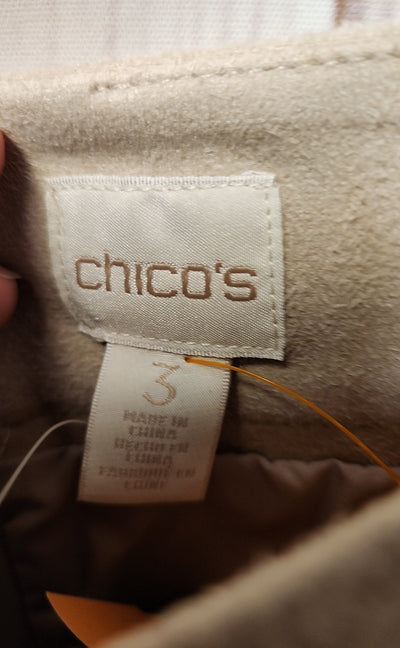 chico's
3
MADE IN
CHINA
HECHO EN
CHINA
FABRIQUE EN
CHINE